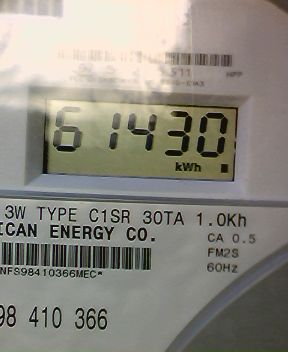 61430
kWh
3W TYPE C1SR 30TA 1.0Kh
ICAN ENERGY CO.
CA 0.5
FM2S
60Hz
NFS98410366MEC*
98 410 366